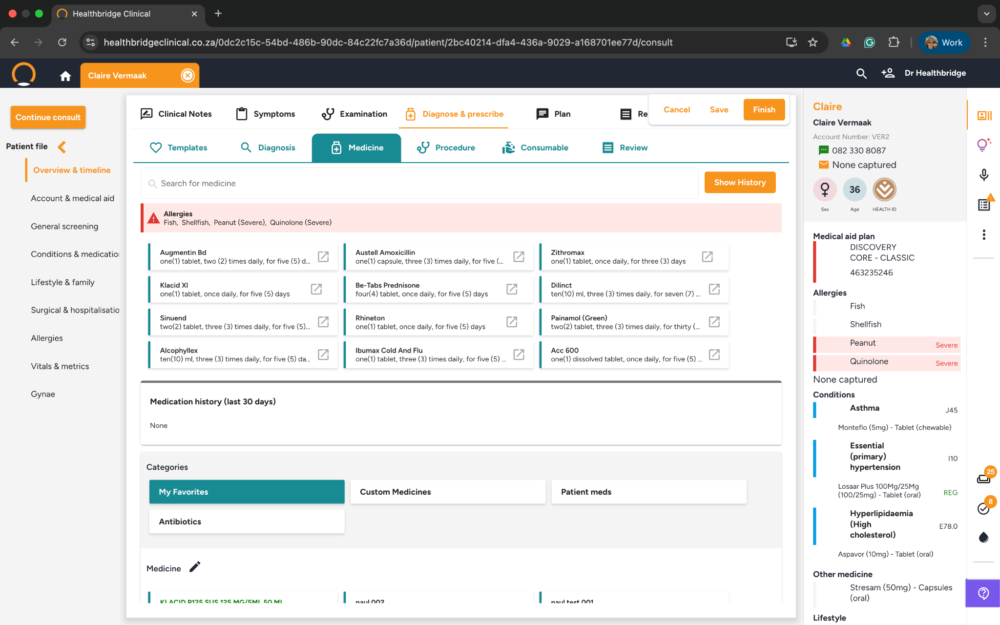 Healthbridge Clinical
healthbridgeclinical.co.za/0dc2c15c-54bd-486b-90dc-84c22fc7a36d/patient/2bc40214-dfa4-436a-9029-a168701ee77d/consult
Work
Claire Vermaak
Dr Healthbridge
Continue consult
Patient file
Overview & timeline
Account & medical aid
General screening
Conditions & medicatio
Lifestyle & family
Surgical & hospitalisatio
Allergies
Vitals & metrics
Gynae
Clinical Notes
Symptoms
Examination
Diagnose & prescribe
Plan
Re
Cancel
Save
Finish
Templates
Diagnosis
Medicine
Procedure
Consumable
Review
Search for medicine
Show History
Allergies
Fish, Shellfish, Peanut (Severe), Quinolone (Severe)
Augmentin Bd
one(1) tablet, two (2) times daily, for five (5) d...
Austell Amoxicillin
one(1) capsule, three (3) times daily, for five (...
Zithromax
one(1) tablet, once daily, for three (3) days
Klacid Xl
one(1) tablet, once daily, for five (5) days
Be-Tabs Prednisone
four(4) tablet, once daily, for five (5) days
Dilinct
ten(10) ml, three (3) times daily, for seven (7) ...
Sinuend
two(2) tablet, three (3) times daily, for five (5)...
Rhineton
one(1) tablet, once daily, for five (5) days
Painamol (Green)
two(2) tablet, three (3) times daily, for thirty (...
Alcophyllex
ten(10) ml, three (3) times daily, for five (5) da...
Ibumax Cold And Flu
one(1) tablet, three (3) times daily, for five (5) ...
Acc 600
one(1) dissolved tablet, once daily, for five (5) ...
Medication history (last 30 days)
None
Categories
My Favorites
Custom Medicines
Patient meds
Antibiotics
Medicine
KLACID P125 SUS 125 MG/5ML 50 ML
paul 002
paul test 001
Claire
Claire Vermaak
Account Number: VER2
082 330 8087
None captured
36
Sex
Age
HEALTH ID
Medical aid plan
DISCOVERY
CORE - CLASSIC
463235246
Allergies
Fish
Shellfish
Peanut
Severe
Quinolone
Severe
None captured
Conditions
Asthma
J45
Monteflo (5mg) - Tablet (chewable)
Essential
(primary)
hypertension
I10
Losaar Plus 100Mg/25Mg
(100/25mg) - Tablet (oral)
REG
Hyperlipidaemia
(High
cholesterol)
E78.0
Aspavor (10mg) - Tablet (oral)
Other medicine
Stresam (50mg) - Capsules
(oral)
Lifestyle
25
8